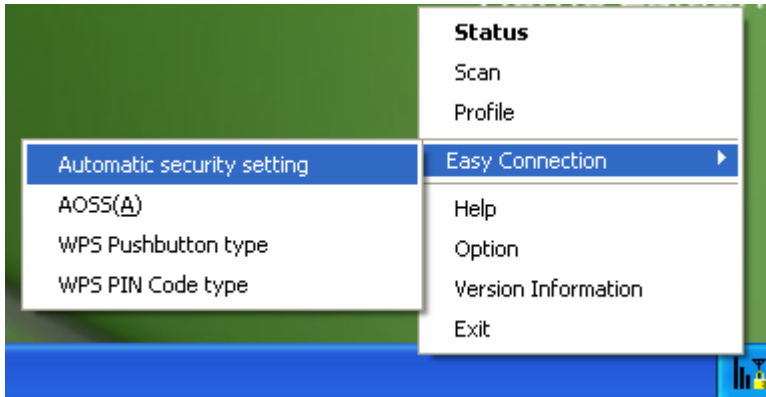 Status
Scan
Profile
Easy Connection
Automatic security setting
AOSS(A)
WPS Pushbutton type
WPS PIN Code type
Help
Option
Version Information
Exit